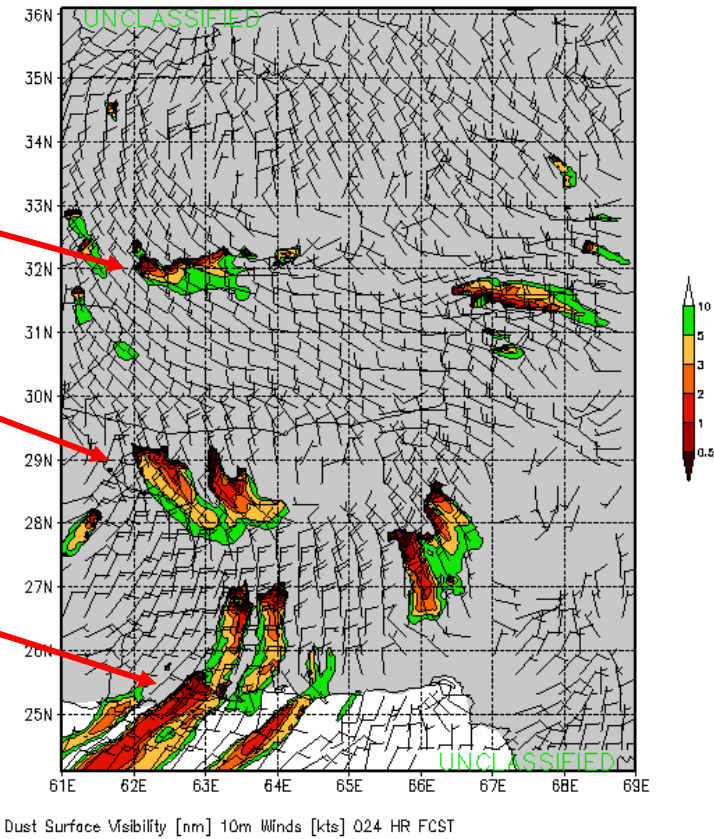 36N
UNCLASSIFIED
35N
34N
33N
32N
31N
30N
29N
28N
27N
26N
25N
10
5
3
2
1
0.5
UNCLASSIFIED
61E 62E 63E 64E 65E 66E 67E 68E 69E
Dust Surface Visibility [nm] 10m Winds [kts] 024 HR FCST